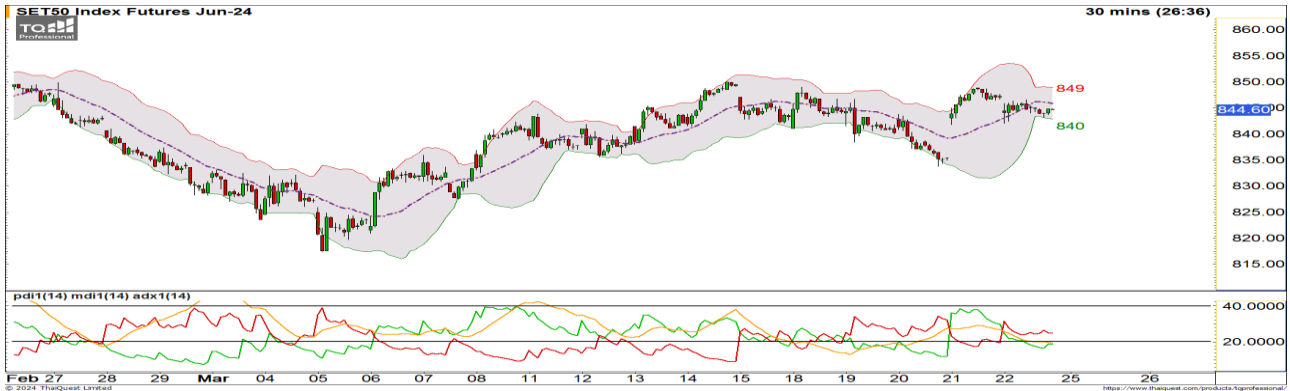 SET50 Index Futures Jun-24
30 mins (26:36)
TQ
Professional
860.00
855.00
850.00
849
844.60
840
840.00
835.00
830.00
825.00
820.00
815.00
pdi1(14) mdi1(14) adx1(14)
40.0000
20.0000
Feb 27 28 29 Mar 04 05 06 07 08 11 12 13 14 15 18 19 20 21 22 25 26
© 2024 ThaiQuest Limited
https://www.thaiquest.com/products/tqprofessional/